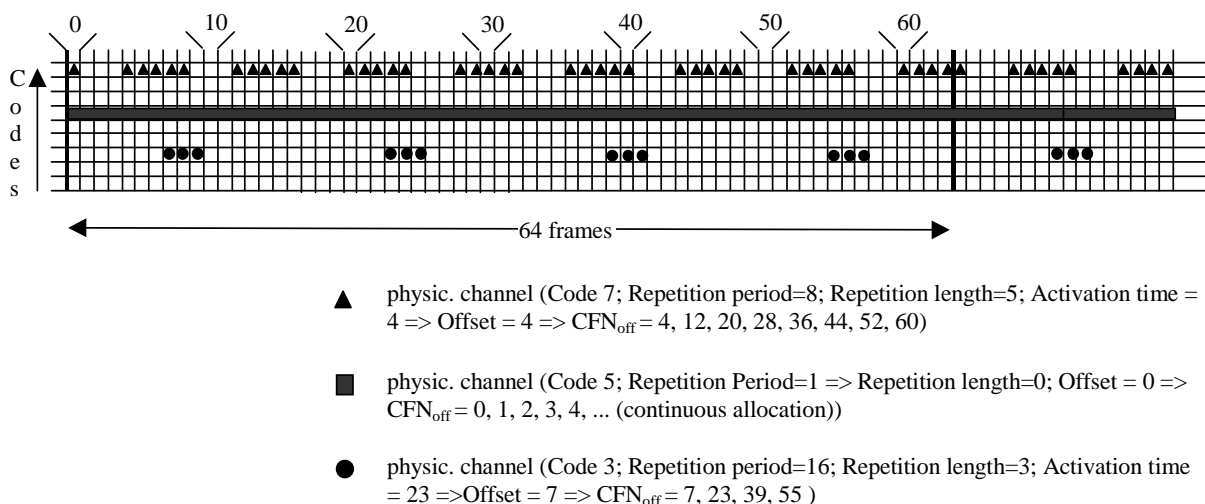 0 10 20 30 40 50 60
C
o
d
e
s
64 frames
physic. channel (Code 7; Repetition period=8; Repetition length=5; Activation time =
4 => Offset = 4 => CFNoff = 4, 12, 20, 28, 36, 44, 52, 60)
physic. channel (Code 5; Repetition Period=1 => Repetition length=0; Offset = 0 =>
CFNoff = 0, 1, 2, 3, 4, ... (continuous allocation))
physic. channel (Code 3; Repetition period=16; Repetition length=3; Activation time
= 23 =>Offset = 7 => CFNoff = 7, 23, 39, 55 )